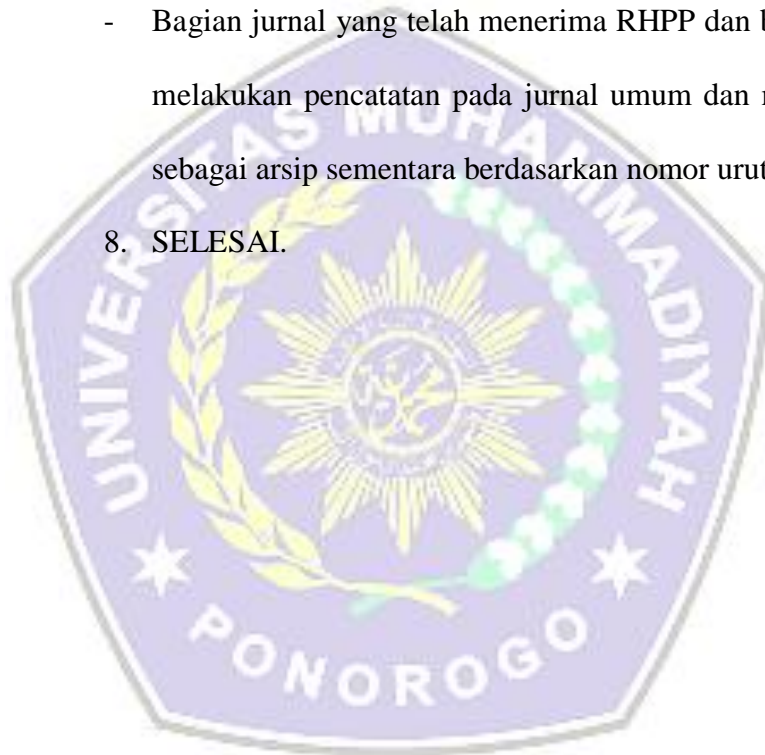 - Bagian jurnal yang telah menerima RHPP dan
melakukan pencatatan pada jurnal umum dan
sebagai arsip sementara berdasarkan nomor urut
8. SELESAI.
UNIVERSITAS MUHAMMADIYAH
PONOROGO